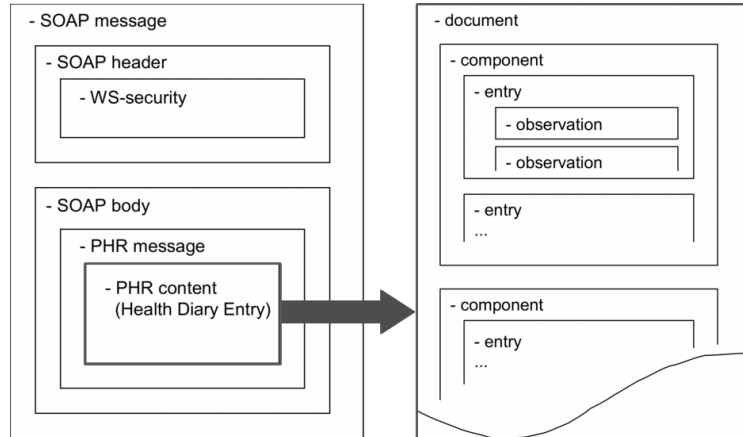 - SOAP message
- SOAP header
- WS-security
- SOAP body
- PHR message
- PHR content
(Health Diary Entry)
- document
- component
- entry
- observation
- observation
- entry
...
- component
- entry
...